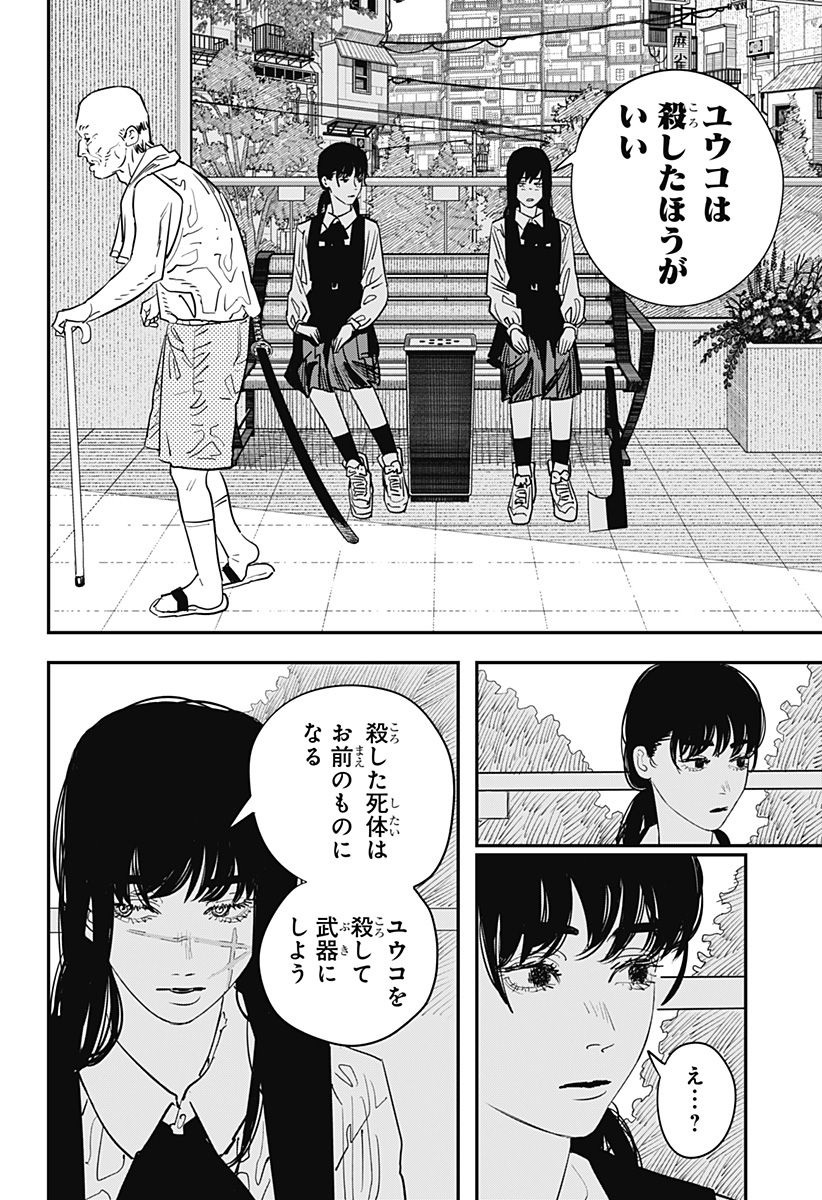 麻雀
ユウコは
殺したほうが
いい
え…？
殺した死体は
お前のものに
なる
ユウコを
殺して
武器に
しよう